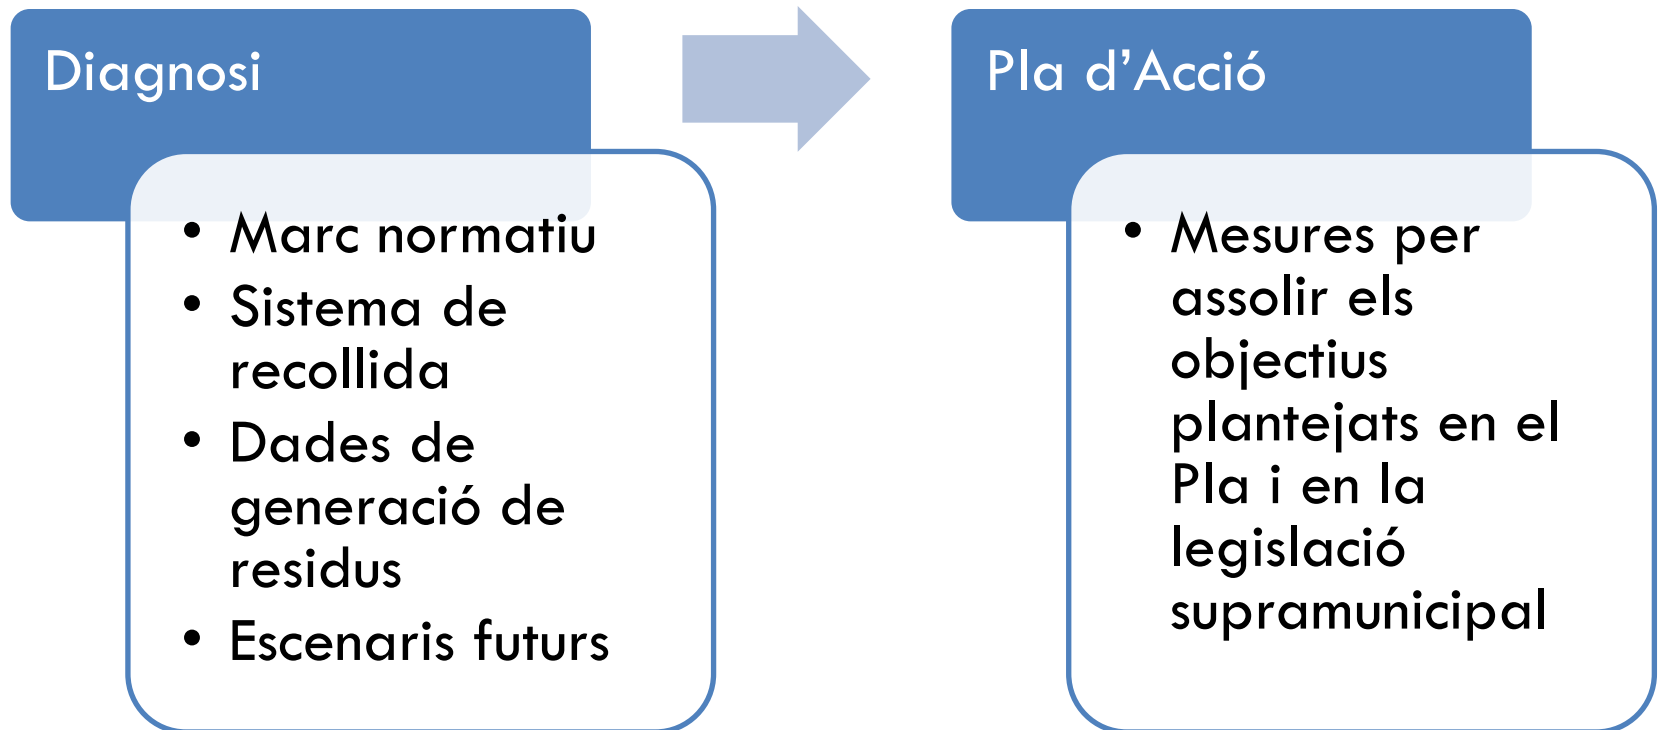 Diagnosi
• Marc normatiu
• Sistema de
recollida
• Dades de
generació de
residus
• Escenaris futurs
Pla d’Acció
• Mesures per
assolir els
objectius
plantejats en el
Pla i en la
legislació
supramunicipal